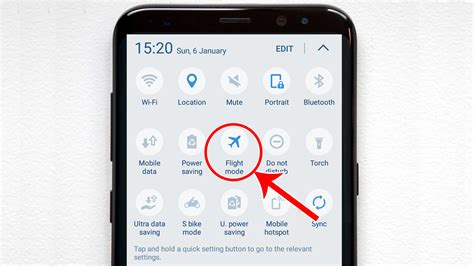 15:20 Sun, 6 January EDIT
Wi-Fi Location Mute Portrait Bluetooth
Mobile data Power saving Flight mode Do not disturb Torch
Ultra data saving S bike mode U. power saving Mobile hotspot Sync
Tap and hold a quick setting button to go to the relevant
settings.